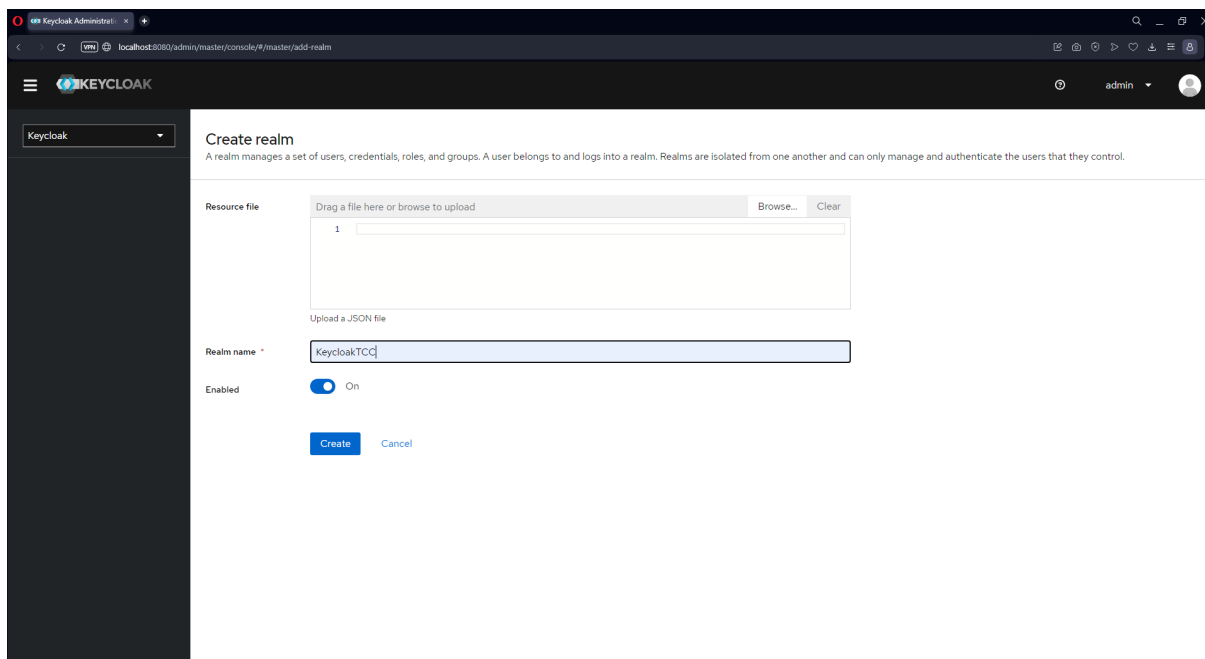 Keycloak Administrati
VPN localhost:8080/admin/master/console/#/master/add-realm
KEYCLOAK
admin
Keycloak
Create realm
A realm manages a set of users, credentials, roles, and groups. A user belongs to and logs into a realm. Realms are isolated from one another and can only manage and authenticate the users that they control.
Resource file
Drag a file here or browse to upload
Browse...
Clear
1
Upload a JSON file
Realm name *
KeycloakTCC
Enabled
On
Create
Cancel